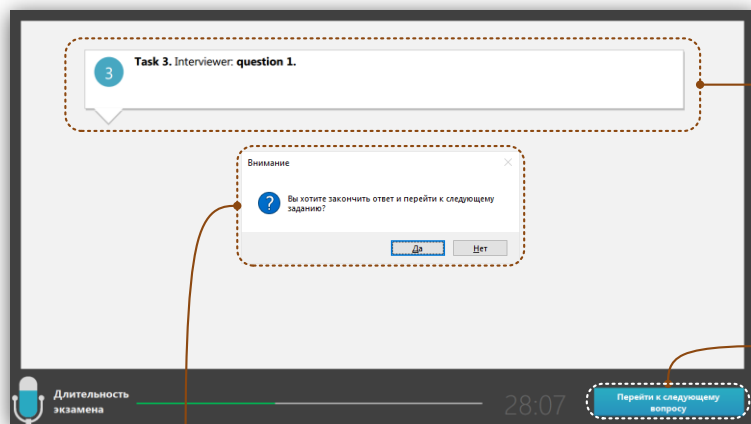 3
Task 3. Interviewer: question 1.
Внимание
Вы хотите закончить ответ и перейти к следующему
заданию?
Да
Нет
Длительность
экзамена
28:07
Перейти к следующему
вопросу